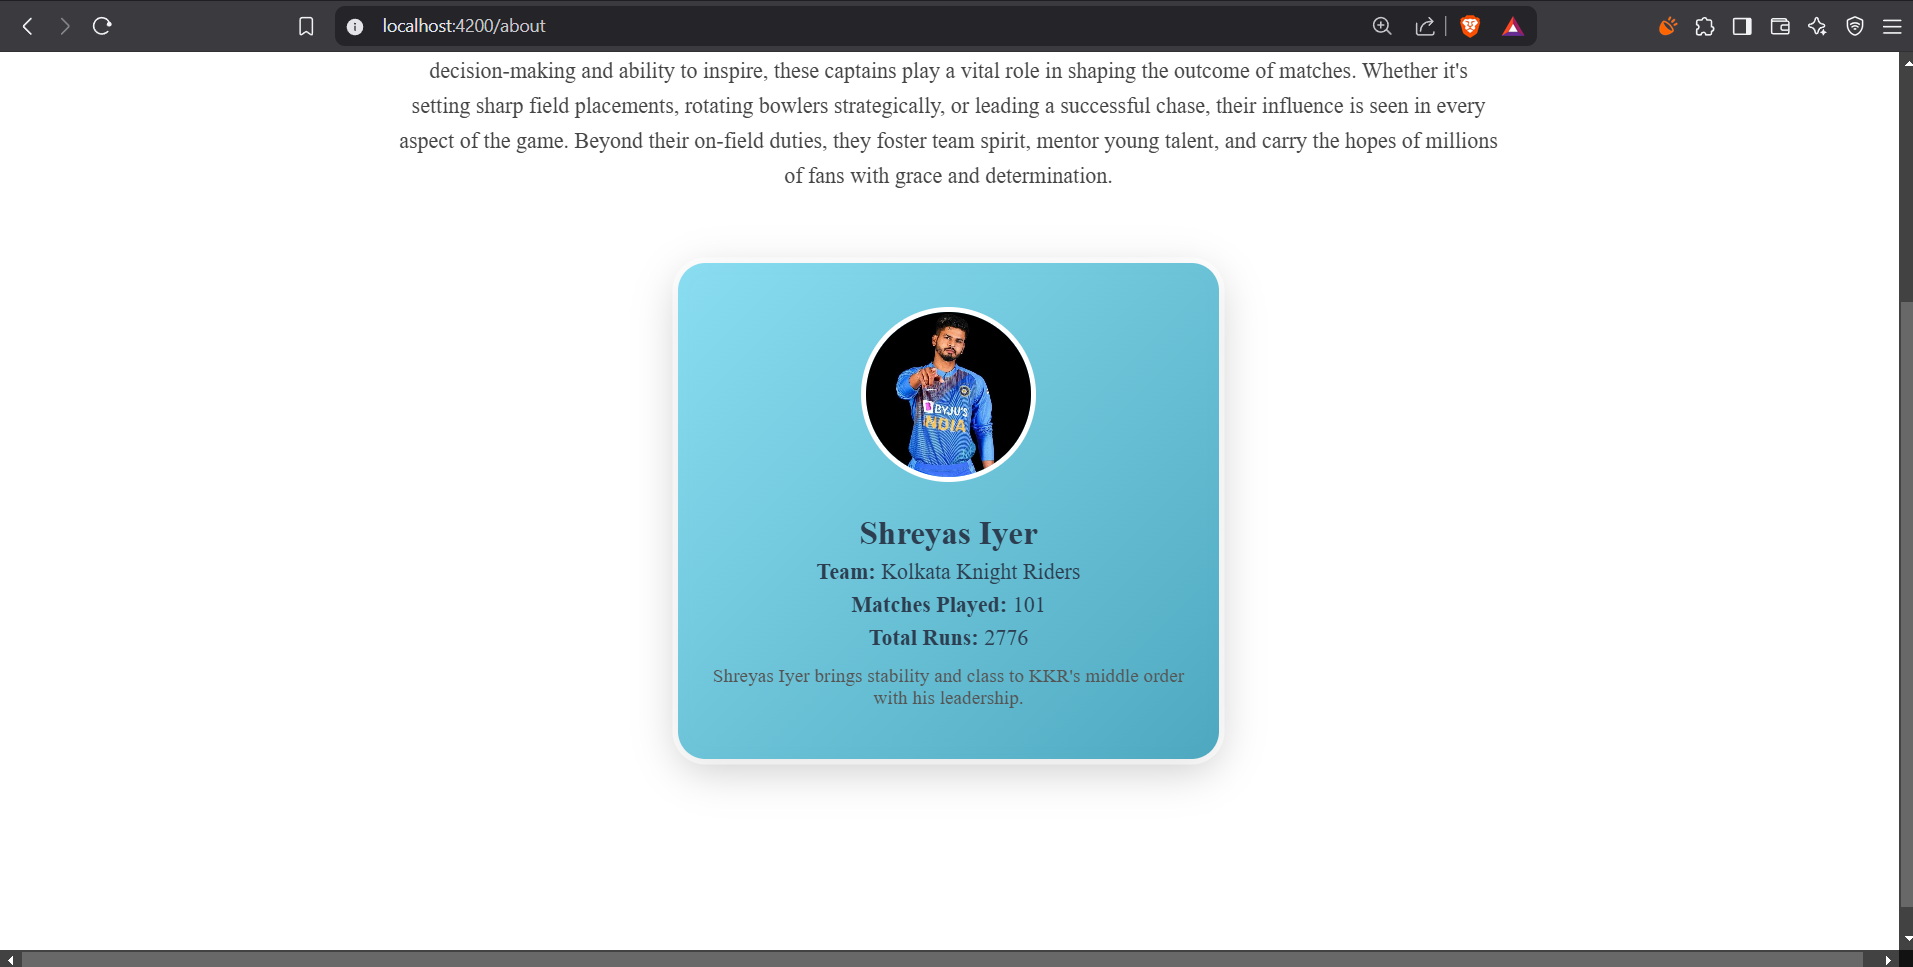 localhost:4200/about
decision-making and ability to inspire, these captains play a vital role in shaping the outcome of matches. Whether it's
setting sharp field placements, rotating bowlers strategically, or leading a successful chase, their influence is seen in every
aspect of the game. Beyond their on-field duties, they foster team spirit, mentor young talent, and carry the hopes of millions
of fans with grace and determination.
BYJU'S
INDIA
Shreyas Iyer
Team: Kolkata Knight Riders
Matches Played: 101
Total Runs: 2776
Shreyas Iyer brings stability and class to KKR's middle order
with his leadership.